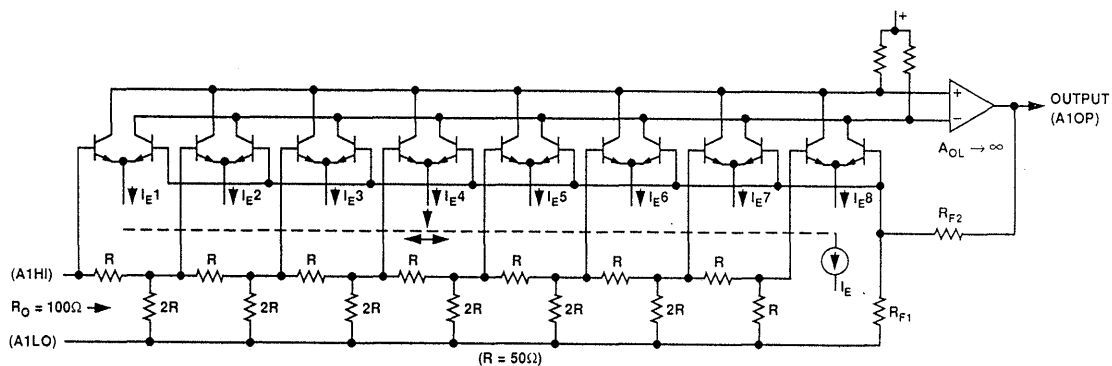 +
+
−
OUTPUT
(A1OP)
A_OL → ∞
I_E1
I_E2
I_E3
I_E4
I_E5
I_E6
I_E7
I_E8
R_F2
(A1HI)
R
R
R
R
R
R
R
I_E
R_O = 100Ω
2R
2R
2R
2R
2R
2R
R
R_F1
(A1LO)
(R = 50Ω)